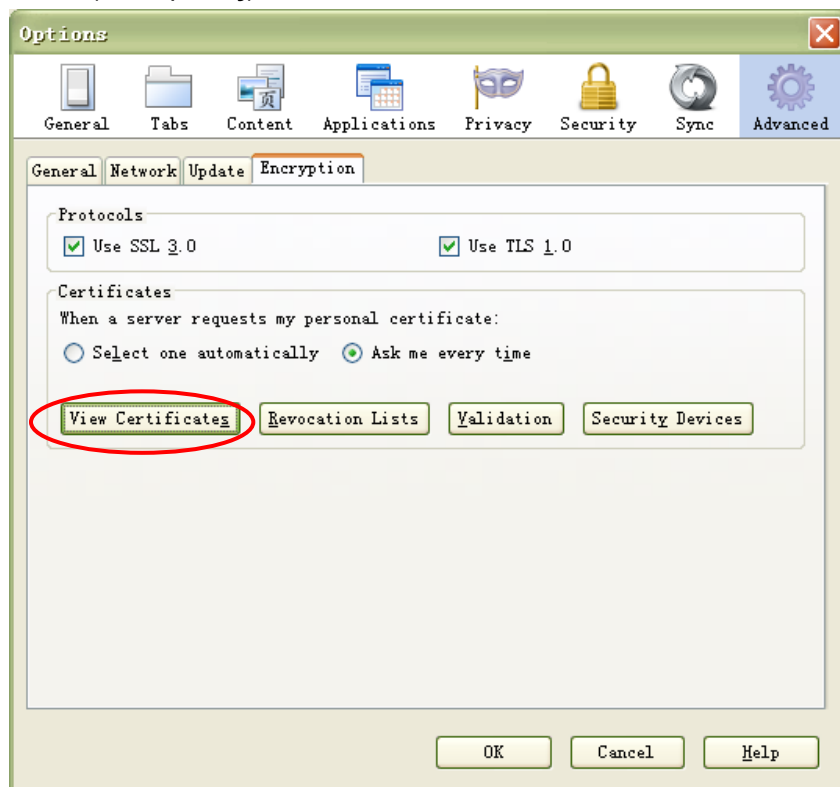 Options
General Tabs Content Applications Privacy Security Sync Advanced
General Network Update Encryption
Protocols
Use SSL 3.0 Use TLS 1.0
Certificates
When a server requests my personal certificate:
Select one automatically Ask me every time
View Certificates Revocation Lists Validation Security Devices
OK Cancel Help